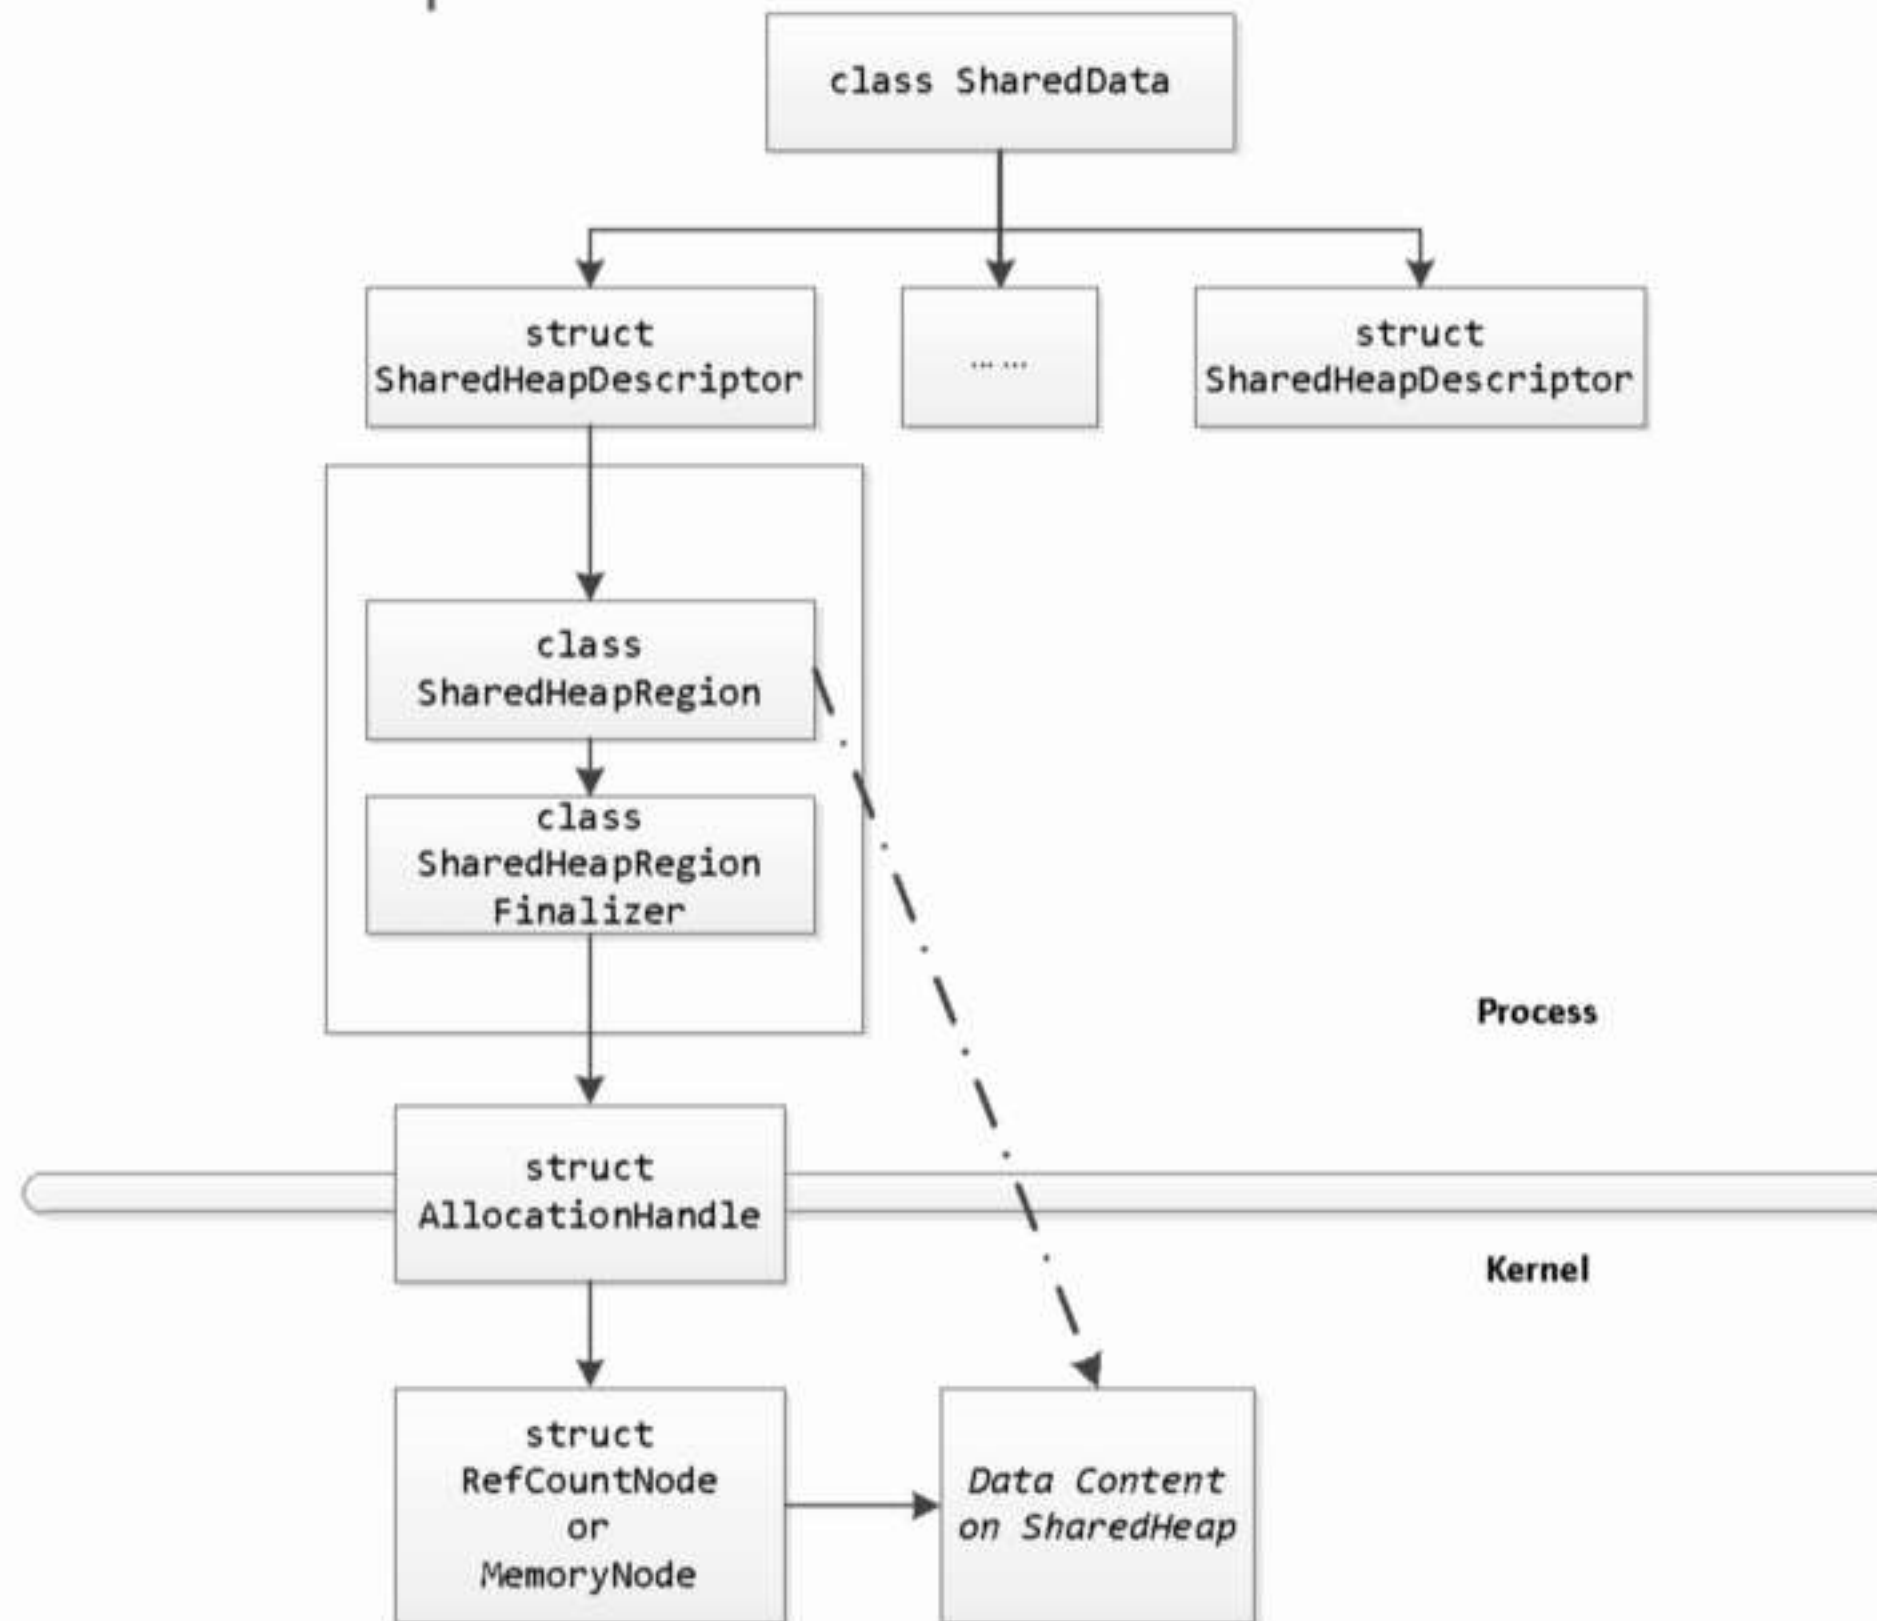 class SharedData
struct
SharedHeapDescriptor
... ...
struct
SharedHeapDescriptor
class
SharedHeapRegion
class
SharedHeapRegion
Finalizer
Process
struct
AllocationHandle
Kernel
struct
RefCountNode
or
MemoryNode
Data Content
on SharedHeap